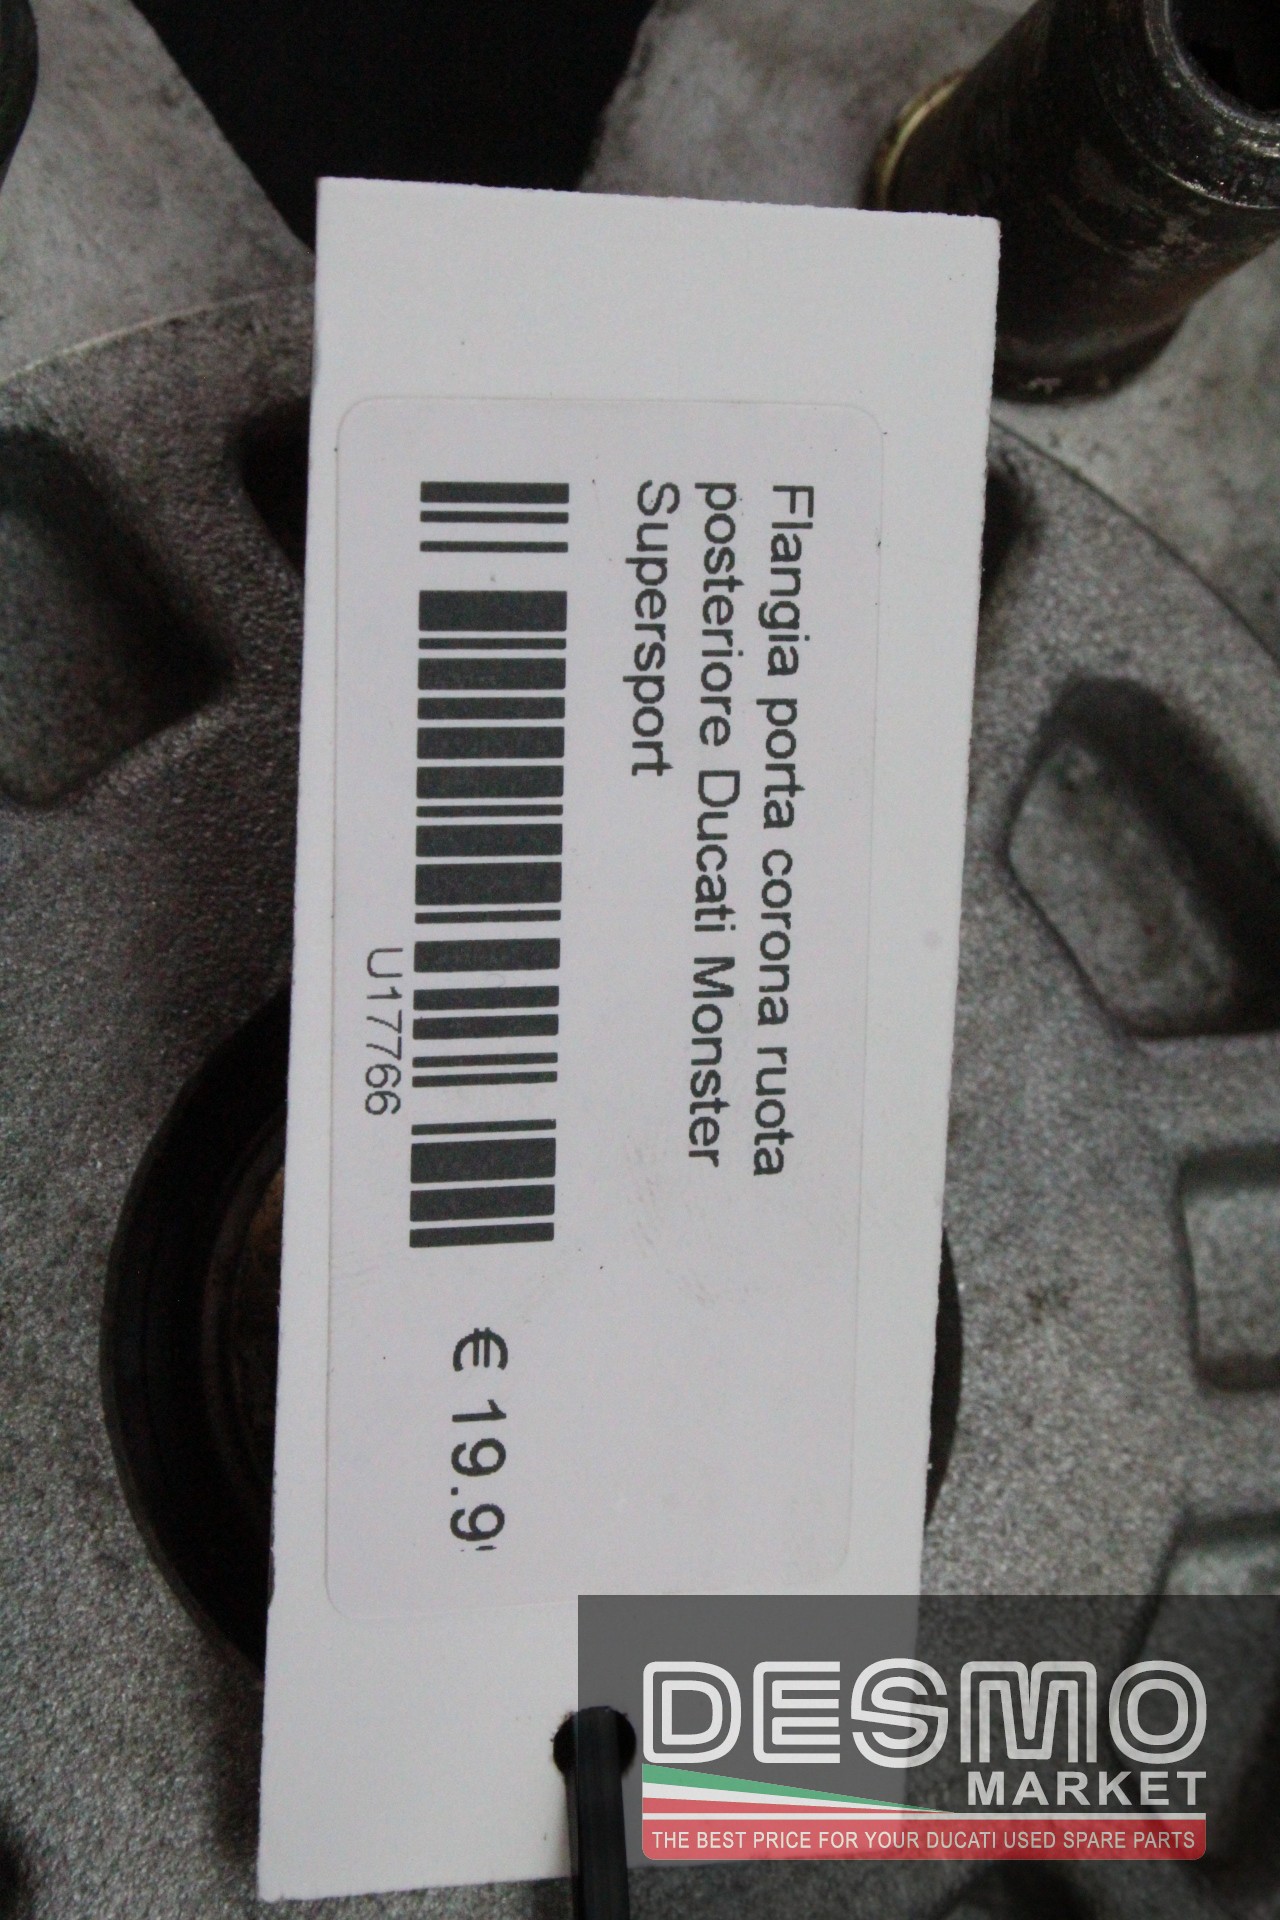 Flangia porta corona ruota
posteriore Ducati Monster
Supersport
U17766
€ 19.9
DESMO
MARKET
THE BEST PRICE FOR YOUR DUCATI USED SPARE PARTS